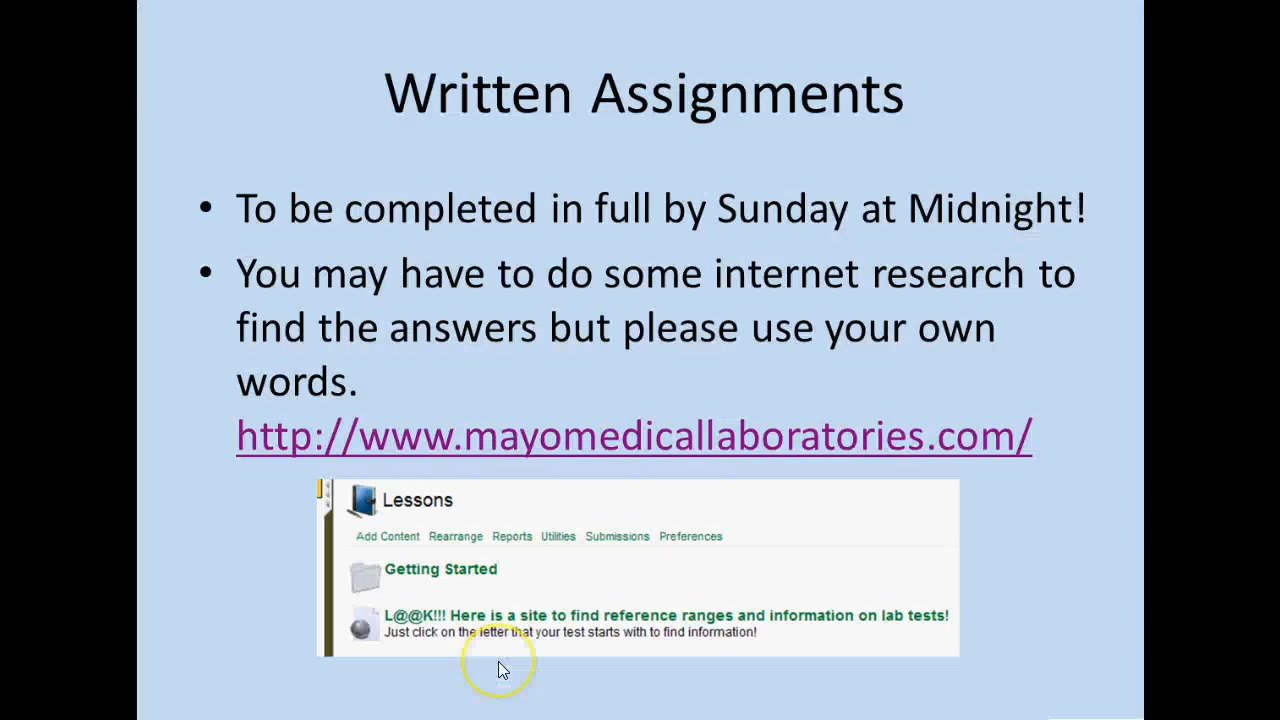 Written Assignments
• To be completed in full by Sunday at Midnight!
• You may have to do some internet research to
find the answers but please use your own
words.
http://www.mayomedicallaboratories.com/
Lessons
Add Content Rearrange Reports Utilities Submissions Preferences
Getting Started
L@@K!!! Here is a site to find reference ranges and information on lab tests!
Just click on the letter that your test starts with to find information!